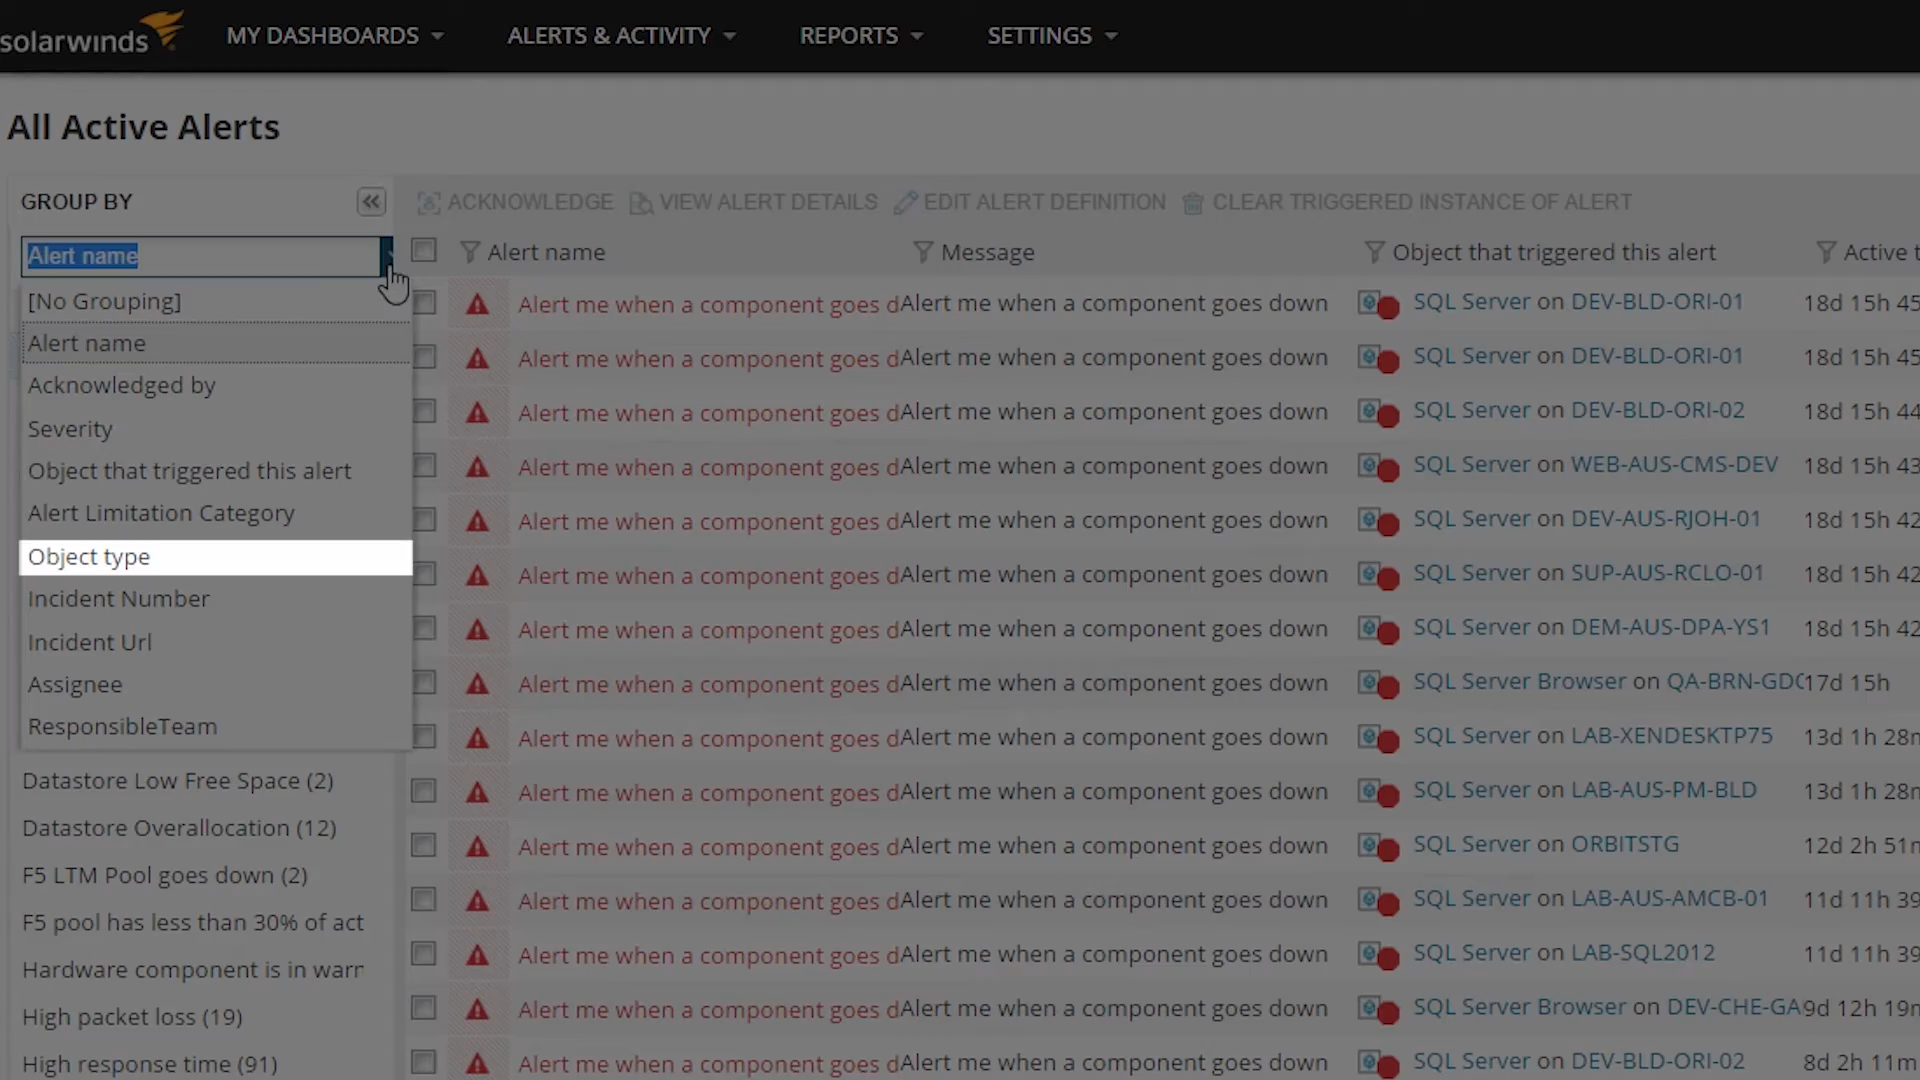 solarwinds MY DASHBOARDS ALERTS & ACTIVITY REPORTS SETTINGS
All Active Alerts
GROUP BY ACKNOWLEDGE VIEW ALERT DETAILS EDIT ALERT DEFINITION CLEAR TRIGGERED INSTANCE OF ALERT
Alert name
[No Grouping]
Alert name
Acknowledged by
Severity
Object that triggered this alert
Alert Limitation Category
Object type
Incident Number
Incident Url
Assignee
ResponsibleTeam
Datastore Low Free Space (2)
Datastore Overallocation (12)
F5 LTM Pool goes down (2)
F5 pool has less than 30% of act
Hardware component is in warr
High packet loss (19)
High response time (91)
Alert name Message Object that triggered this alert Active t
Alert me when a component goes d Alert me when a component goes down SQL Server on DEV-BLD-ORI-01 18d 15h 45
Alert me when a component goes d Alert me when a component goes down SQL Server on DEV-BLD-ORI-01 18d 15h 45
Alert me when a component goes d Alert me when a component goes down SQL Server on DEV-BLD-ORI-02 18d 15h 44
Alert me when a component goes d Alert me when a component goes down SQL Server on WEB-AUS-CMS-DEV 18d 15h 43
Alert me when a component goes d Alert me when a component goes down SQL Server on DEV-AUS-RJOH-01 18d 15h 42
Alert me when a component goes d Alert me when a component goes down SQL Server on SUP-AUS-RCLO-01 18d 15h 42
Alert me when a component goes d Alert me when a component goes down SQL Server on DEM-AUS-DPA-YS1 18d 15h 42
Alert me when a component goes d Alert me when a component goes down SQL Server Browser on QA-BRN-GDC 17d 15h
Alert me when a component goes d Alert me when a component goes down SQL Server on LAB-XENDESKTP75 13d 1h 28m
Alert me when a component goes d Alert me when a component goes down SQL Server on LAB-AUS-PM-BLD 13d 1h 28m
Alert me when a component goes d Alert me when a component goes down SQL Server on ORBITSTG 12d 2h 51m
Alert me when a component goes d Alert me when a component goes down SQL Server on LAB-AUS-AMCB-01 11d 11h 39
Alert me when a component goes d Alert me when a component goes down SQL Server on LAB-SQL2012 11d 11h 39
Alert me when a component goes d Alert me when a component goes down SQL Server Browser on DEV-CHE-GA 9d 12h 19m
Alert me when a component goes d Alert me when a component goes down SQL Server on DEV-BLD-ORI-02 8d 2h 11m